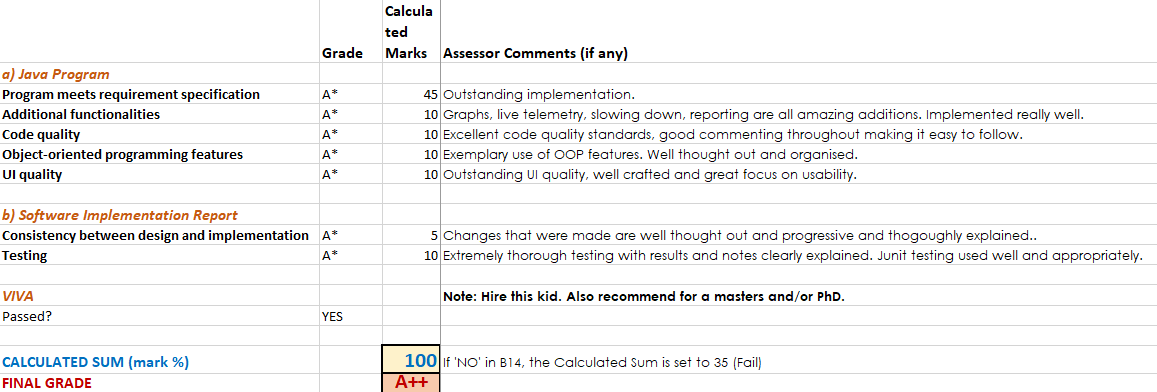 Calcula
ted
Grade Marks Assessor Comments (if any)
a) Java Program
Program meets requirement specification A* 45 Outstanding implementation.
Additional functionalities A* 10 Graphs, live telemetry, slowing down, reporting are all amazing additions. Implemented really well.
Code quality A* 10 Excellent code quality standards, good commenting throughout making it easy to follow.
Object-oriented programming features A* 10 Exemplary use of OOP features. Well thought out and organised.
UI quality A* 10 Outstanding UI quality, well crafted and great focus on usability.
b) Software Implementation Report
Consistency between design and implementation A* 5 Changes that were made are well thought out and progressive and thogoughly explained..
Testing A* 10 Extremely thorough testing with results and notes clearly explained. Junit testing used well and appropriately.
VIVA Note: Hire this kid. Also recommend for a masters and/or PhD.
Passed? YES
CALCULATED SUM (mark %) 100 If 'NO' in B14, the Calculated Sum is set to 35 (Fail)
FINAL GRADE A++